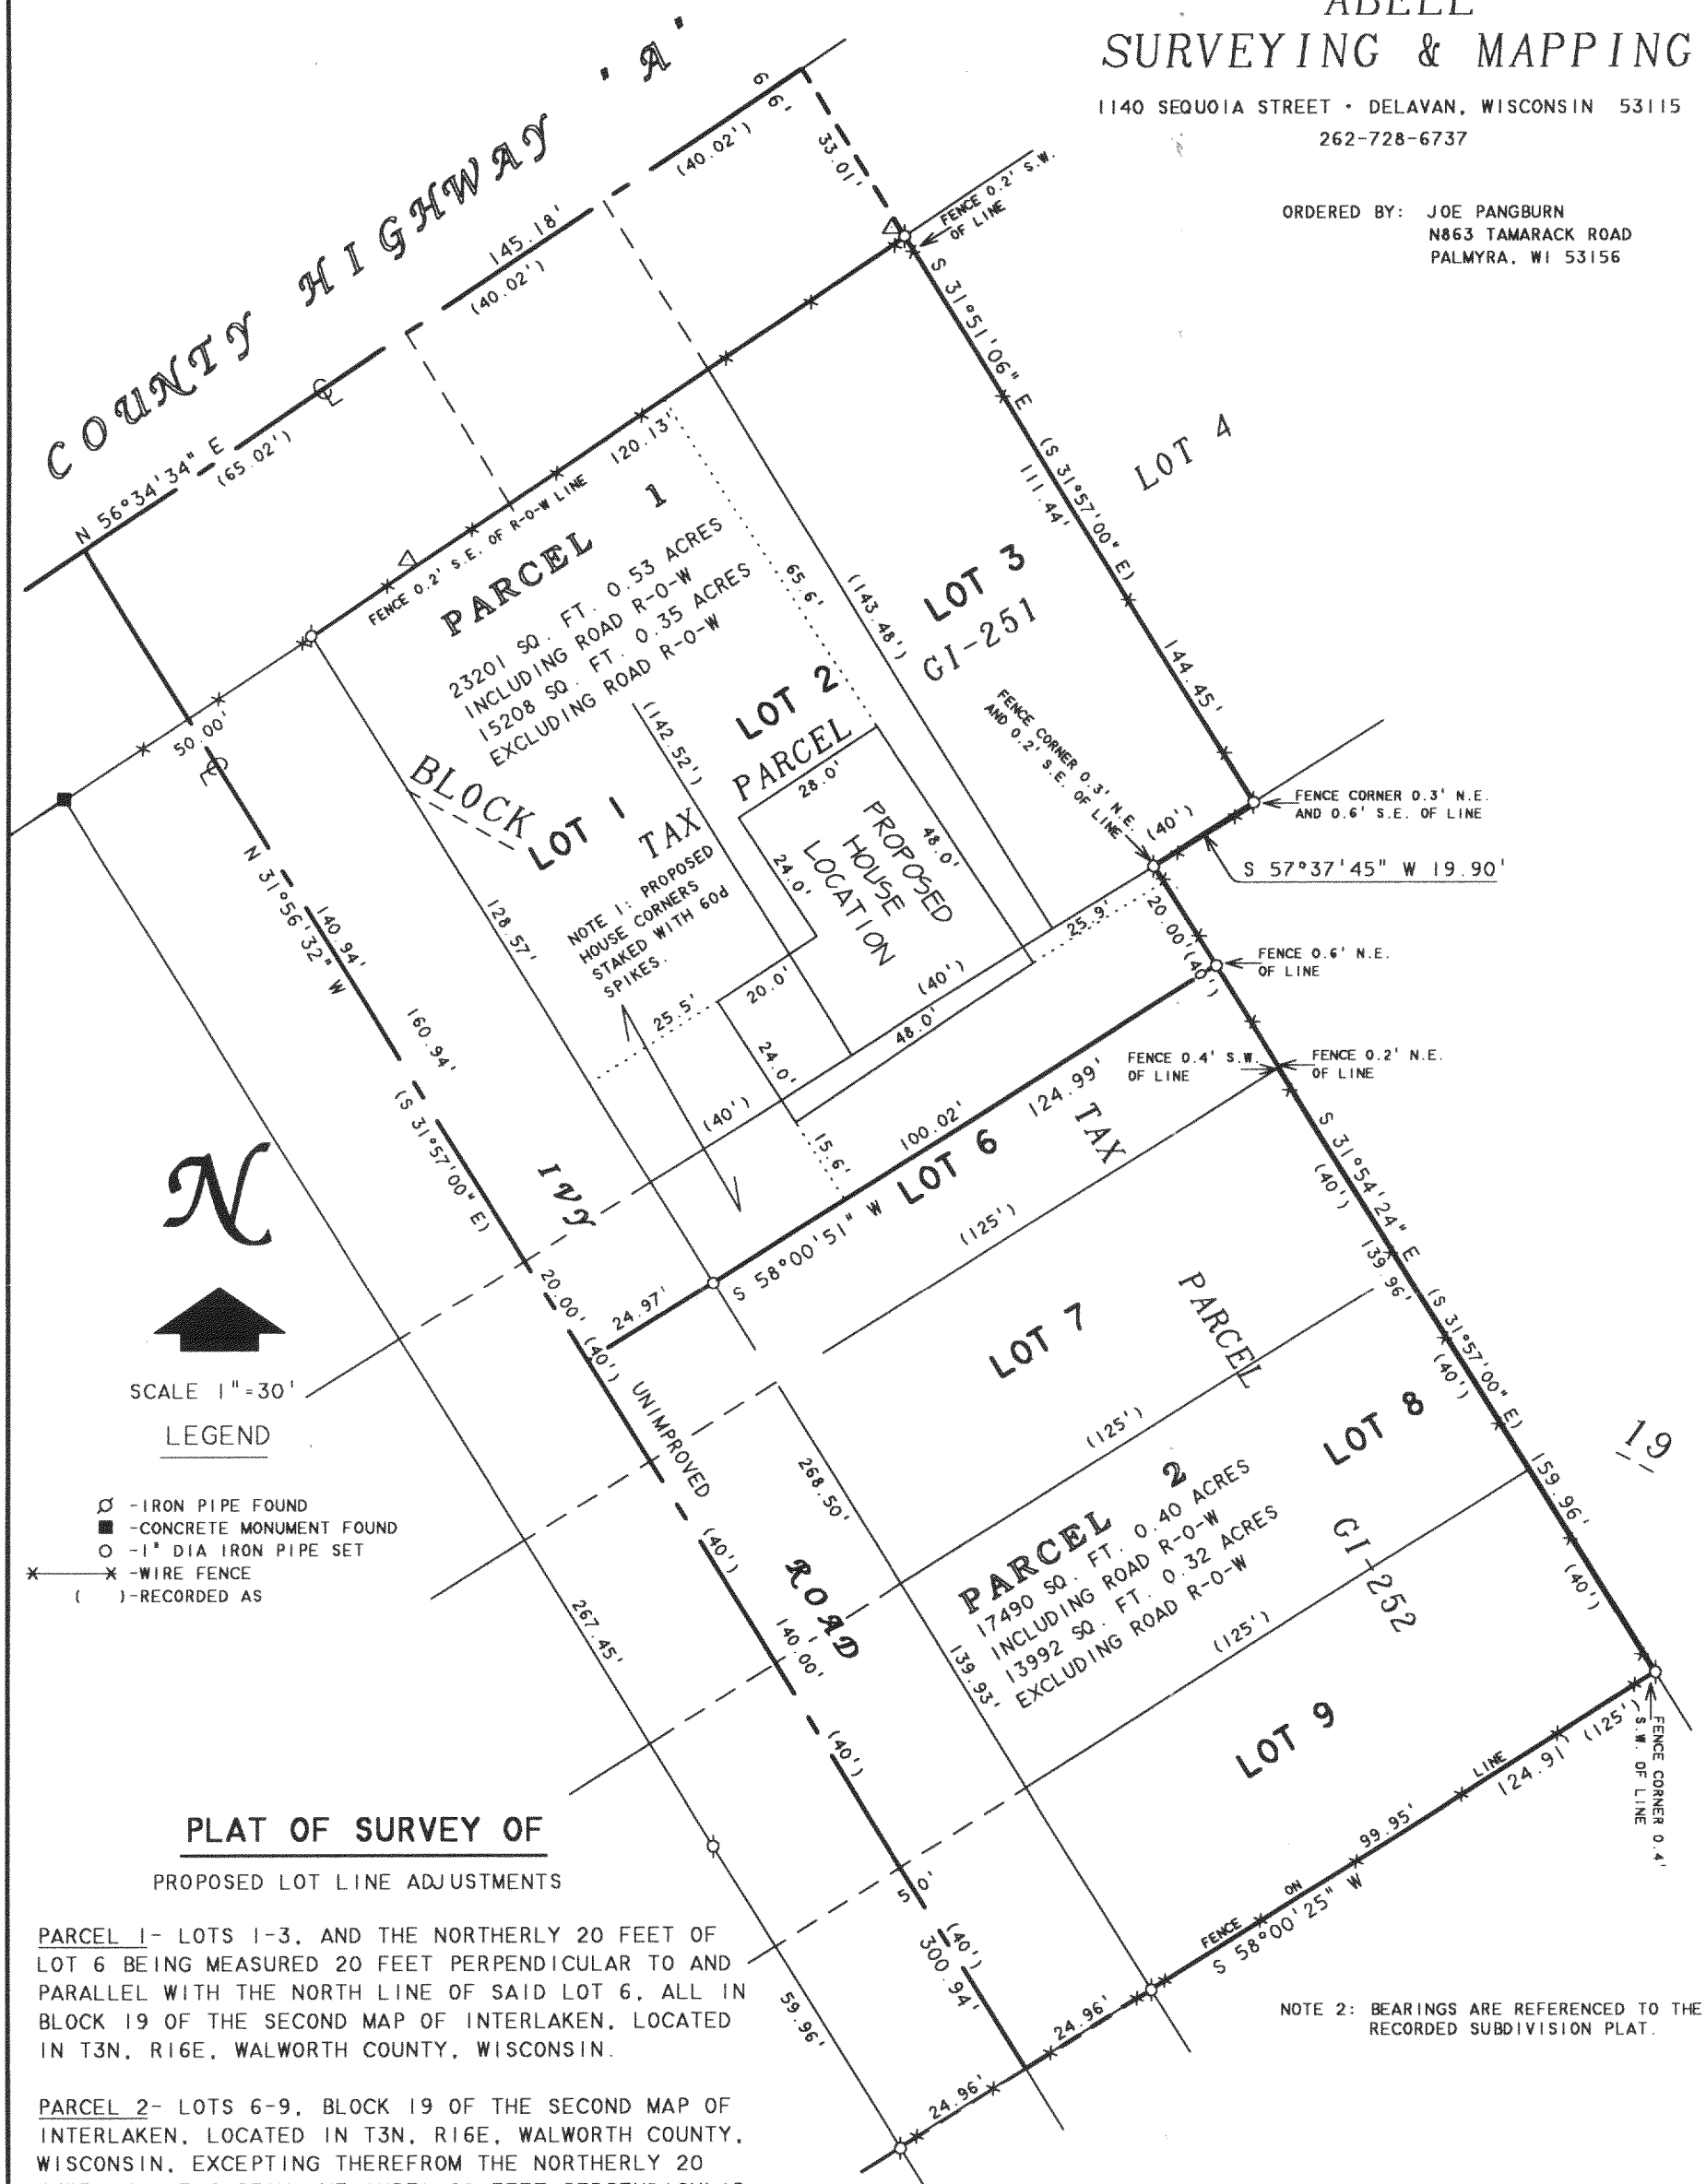 ABELL
SURVEYING & MAPPING
1140 SEQUOIA STREET • DELAVAN, WISCONSIN 53115
262-728-6737
ORDERED BY: JOE PANGBURN
N863 TAMARACK ROAD
PALMYRA, WI 53156
COUNTY HIGHWAY 'A'
66'
(40.02')
33.01'
145.18'
(40.02')
N 56°34'34" E
(65.02')
FENCE 0.2' S.W.
OF LINE
S 31°51'06" E
(S 31°57'00" E)
111.44'
144.45'
LOT 4
120.13'
FENCE 0.2' S.E. OF R-O-W LINE
PARCEL 1
23201 SQ. FT. 0.53 ACRES
INCLUDING ROAD R-O-W
15208 SQ. FT. 0.35 ACRES
EXCLUDING ROAD R-O-W
65.6'
(143.48')
LOT 3
GI-251
(142.52')
LOT 2
PARCEL
BLOCK
LOT 1
TAX
50.00'
N 31°56'32" W
140.94'
160.94'
(S 31°57'00" E)
128.57'
NOTE 1: PROPOSED
HOUSE CORNERS
STAKED WITH 60d
SPIKES.
28.0'
24.0'
48.0'
PROPOSED
HOUSE
LOCATION
20.0'
25.5'
24.0'
48.0'
(40')
(40')
25.9'
15.6'
FENCE CORNER 0.3' N.E.
AND 0.2' S.E. OF LINE
(40')
FENCE CORNER 0.3' N.E.
AND 0.6' S.E. OF LINE
S 57°37'45" W 19.90'
20.00'
(40')
FENCE 0.6' N.E.
OF LINE
FENCE 0.4' S.W.
OF LINE
FENCE 0.2' N.E.
OF LINE
100.02'
124.99'
S 58°00'51" W
LOT 6
TAX
24.97'
20.00'
(40')
IVY
UNIMPROVED
ROAD
(125')
S 31°54'24" E
(40')
139.96'
(S 31°57'00" E)
(40')
LOT 7
PARCEL
(125')
LOT 8
159.96'
(40')
19
268.50'
(40')
140.00'
PARCEL 2
17490 SQ. FT. 0.40 ACRES
INCLUDING ROAD R-O-W
13992 SQ. FT. 0.32 ACRES
EXCLUDING ROAD R-O-W
GI-252
(125')
139.93'
267.45'
(40')
LOT 9
50'
(40')
300.94'
59.96'
FENCE ON LINE
S 58°00'25" W
99.95'
124.91'
(125')
FENCE CORNER 0.4'
S.W. OF LINE
24.96'
24.96'
N
SCALE 1"=30'
LEGEND
-IRON PIPE FOUND
-CONCRETE MONUMENT FOUND
-1" DIA IRON PIPE SET
X X -WIRE FENCE
( )-RECORDED AS
PLAT OF SURVEY OF
PROPOSED LOT LINE ADJUSTMENTS
PARCEL 1- LOTS 1-3, AND THE NORTHERLY 20 FEET OF
LOT 6 BEING MEASURED 20 FEET PERPENDICULAR TO AND
PARALLEL WITH THE NORTH LINE OF SAID LOT 6, ALL IN
BLOCK 19 OF THE SECOND MAP OF INTERLAKEN, LOCATED
IN T3N, R16E, WALWORTH COUNTY, WISCONSIN.
PARCEL 2- LOTS 6-9, BLOCK 19 OF THE SECOND MAP OF
INTERLAKEN, LOCATED IN T3N, R16E, WALWORTH COUNTY,
WISCONSIN, EXCEPTING THEREFROM THE NORTHERLY 20
NOTE 2: BEARINGS ARE REFERENCED TO THE
RECORDED SUBDIVISION PLAT.